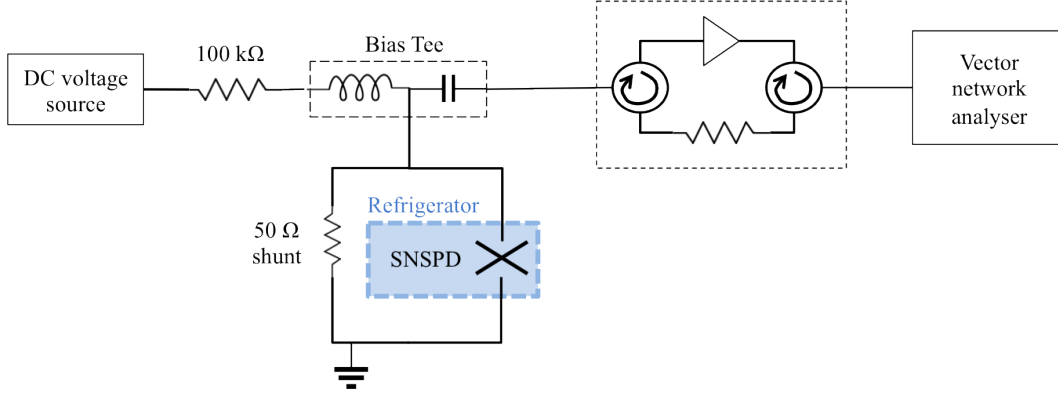 DC voltage
source
100 kΩ
Bias Tee
Vector
network
analyser
50 Ω
shunt
Refrigerator
SNSPD